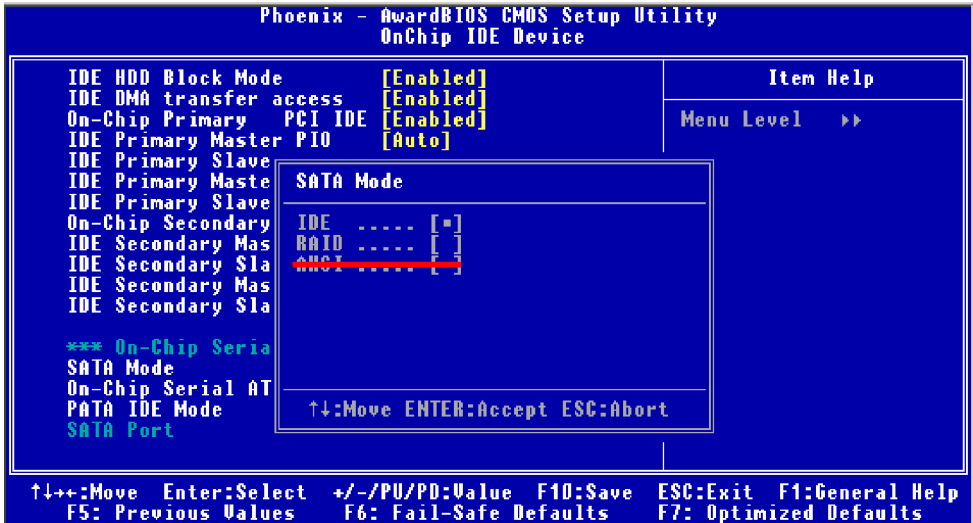 Phoenix - AwardBIOS CMOS Setup Utility
OnChip IDE Device
IDE HDD Block Mode [Enabled]
IDE DMA transfer access [Enabled]
On-Chip Primary PCI IDE [Enabled]
IDE Primary Master PIO [Auto]
IDE Primary Slave
IDE Primary Maste
IDE Primary Slave
On-Chip Secondary
IDE Secondary Mas
IDE Secondary Sla
IDE Secondary Mas
IDE Secondary Sla
*** On-Chip Seria
SATA Mode
On-Chip Serial AT
PATA IDE Mode
SATA Port
SATA Mode
IDE ..... [▪]
RAID ..... [ ]
AHCI ..... [ ]
↑↓:Move ENTER:Accept ESC:Abort
Item Help
Menu Level ▸▸
↑↓→←:Move Enter:Select +/-/PU/PD:Value F10:Save ESC:Exit F1:General Help
F5: Previous Values F6: Fail-Safe Defaults F7: Optimized Defaults